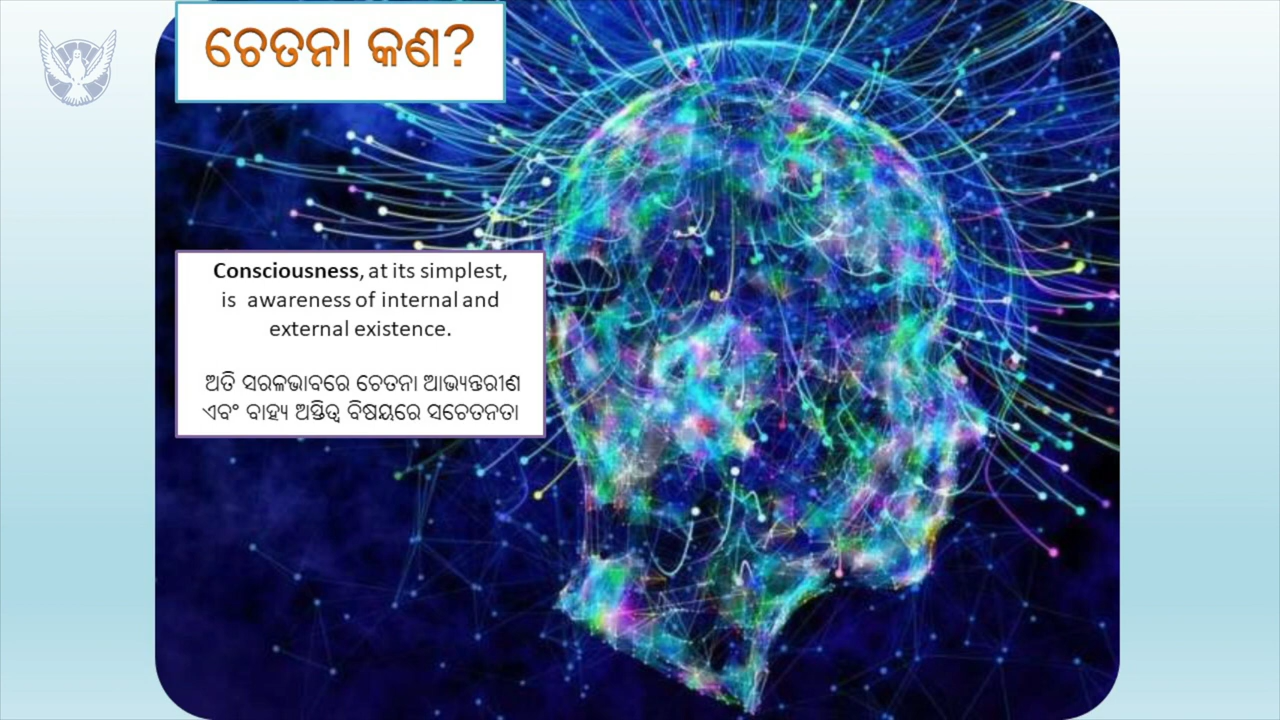 ଚେତନା କଣ?
Consciousness, at its simplest,
is awareness of internal and
external existence.
ଅତି ସରଳଭାବରେ ଚେତନା ଆଭ୍ୟନ୍ତରୀଣ
ଏବଂ ବାହ୍ୟ ଅସ୍ତିତ୍ୱ ବିଷୟରେ ସଚେତନତା